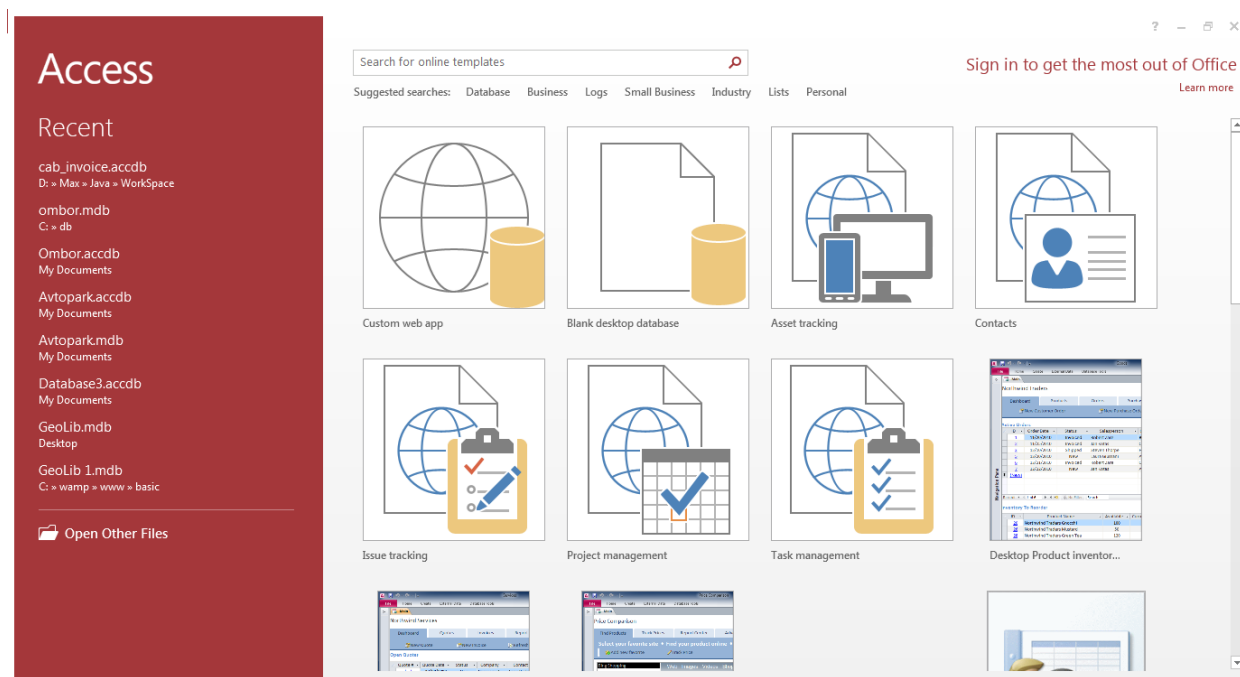 Access
Recent
cab_invoice.accdb
D: » Max » Java » WorkSpace
ombor.mdb
C: » db
Ombor.accdb
My Documents
Avtopark.accdb
My Documents
Avtopark.mdb
My Documents
Database3.accdb
My Documents
GeoLib.mdb
Desktop
GeoLib 1.mdb
C: » wamp » www » basic
Open Other Files
?
Search for online templates
Sign in to get the most out of Office
Learn more
Suggested searches: Database Business Logs Small Business Industry Lists Personal
Custom web app
Blank desktop database
Asset tracking
Contacts
Issue tracking
Project management
Task management
Desktop Product inventor...